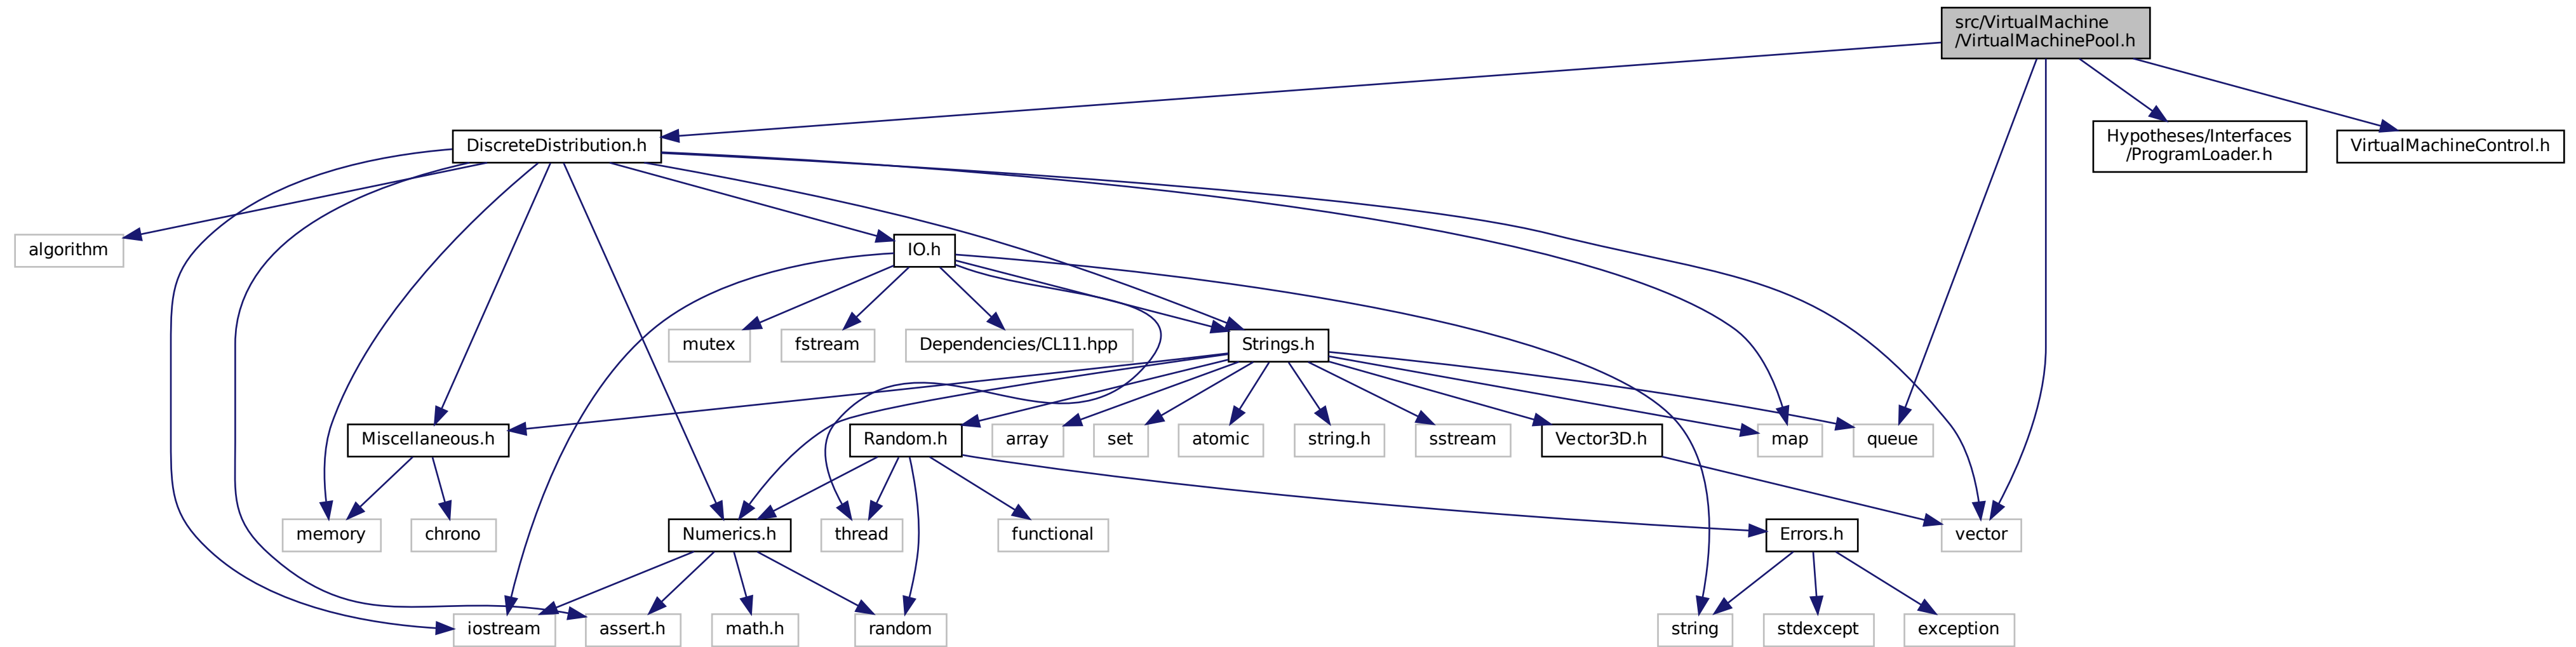 src/VirtualMachine
/VirtualMachinePool.h
DiscreteDistribution.h
Hypotheses/Interfaces
/ProgramLoader.h
VirtualMachineControl.h
algorithm
IO.h
mutex
fstream
Dependencies/CL11.hpp
Strings.h
Miscellaneous.h
Random.h
array
set
atomic
string.h
sstream
Vector3D.h
map
queue
memory
chrono
Numerics.h
thread
functional
Errors.h
vector
iostream
assert.h
math.h
random
string
stdexcept
exception